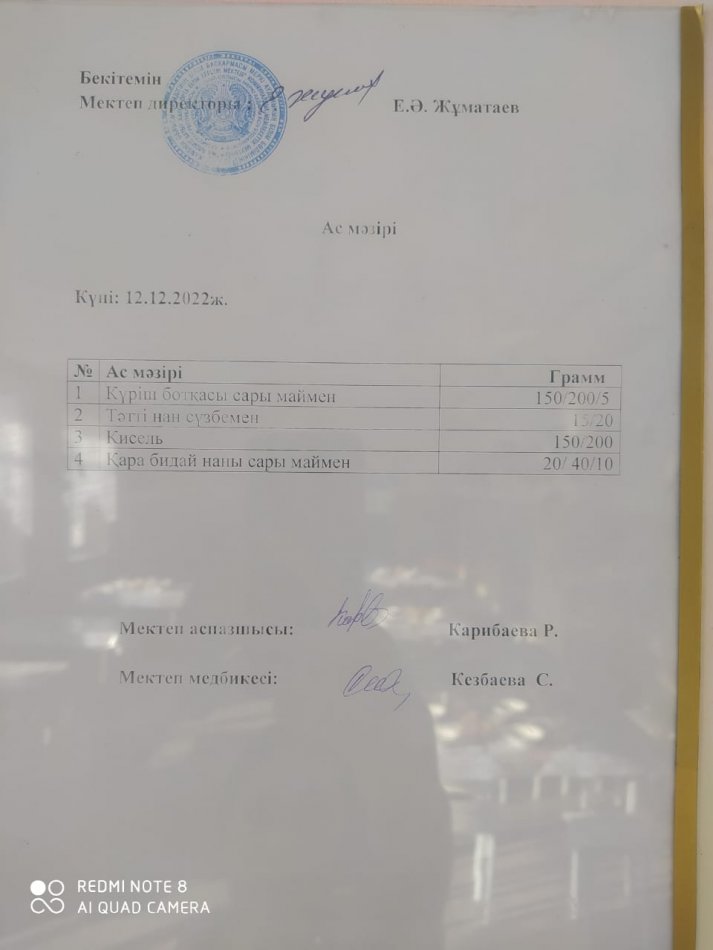 Бекітемін
Мектеп директоры : Е.Ә. Жұматаев
Ас мәзірі
Күні: 12.12.2022ж.
№ Ас мәзірі Грамм
1 Күріш ботқасы сары маймен 150/200/5
2 Тәтті нан сүзбемен 15/20
3 Кисель 150/200
4 Қара бидай наны сары маймен 20/ 40/10
Мектеп аспазшысы: Карибаева Р.
Мектеп медбикесі: Кезбаева С.
REDMI NOTE 8
AI QUAD CAMERA